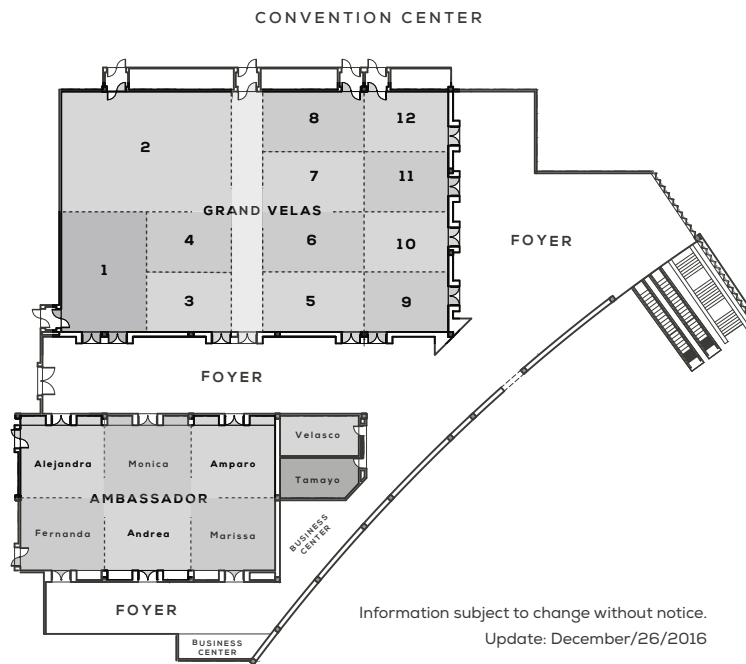 CONVENTION CENTER
8
12
2
7
11
GRAND VELAS
4
6
10
FOYER
1
3
5
9
FOYER
Velasco
Alejandra
Monica
Amparo
Tamayo
AMBASSADOR
Fernanda
Andrea
Marissa
BUSINESS
CENTER
FOYER
Information subject to change without notice.
Update: December/26/2016
BUSINESS
CENTER